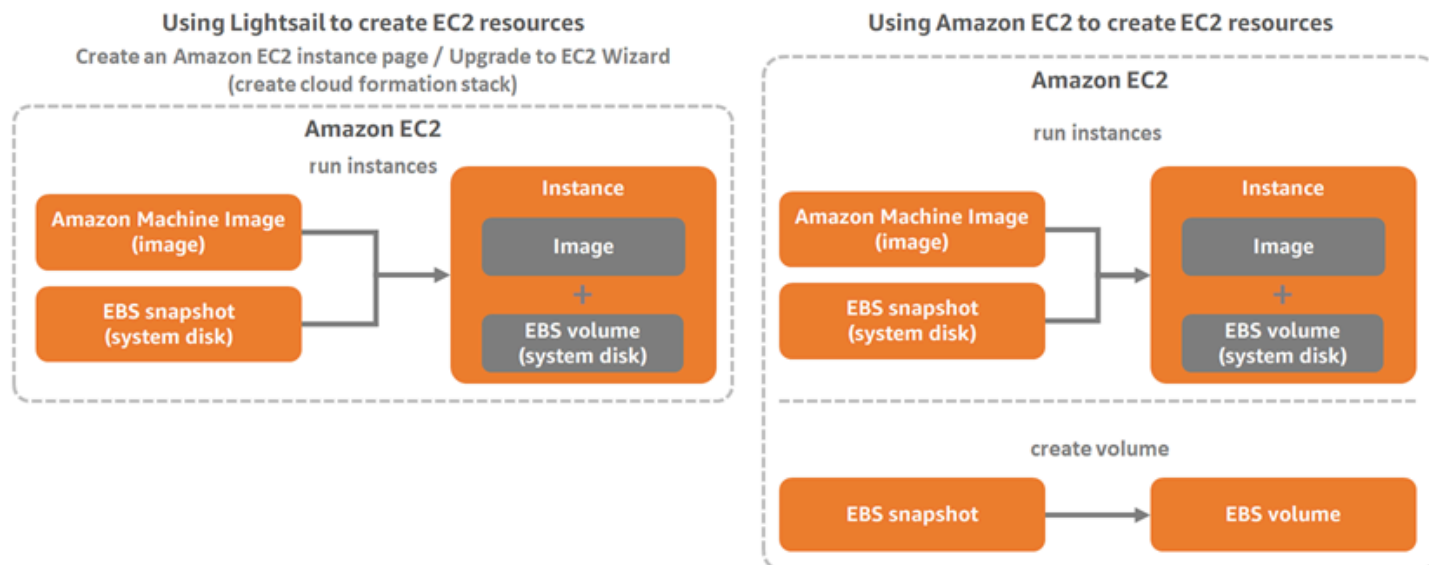 Using Lightsail to create EC2 resources
Create an Amazon EC2 instance page / Upgrade to EC2 Wizard
(create cloud formation stack)
Amazon EC2
run instances
Amazon Machine Image
(image)
EBS snapshot
(system disk)
Instance
Image
+
EBS volume
(system disk)
Using Amazon EC2 to create EC2 resources
Amazon EC2
run instances
Amazon Machine Image
(image)
EBS snapshot
(system disk)
Instance
Image
+
EBS volume
(system disk)
create volume
EBS snapshot
EBS volume